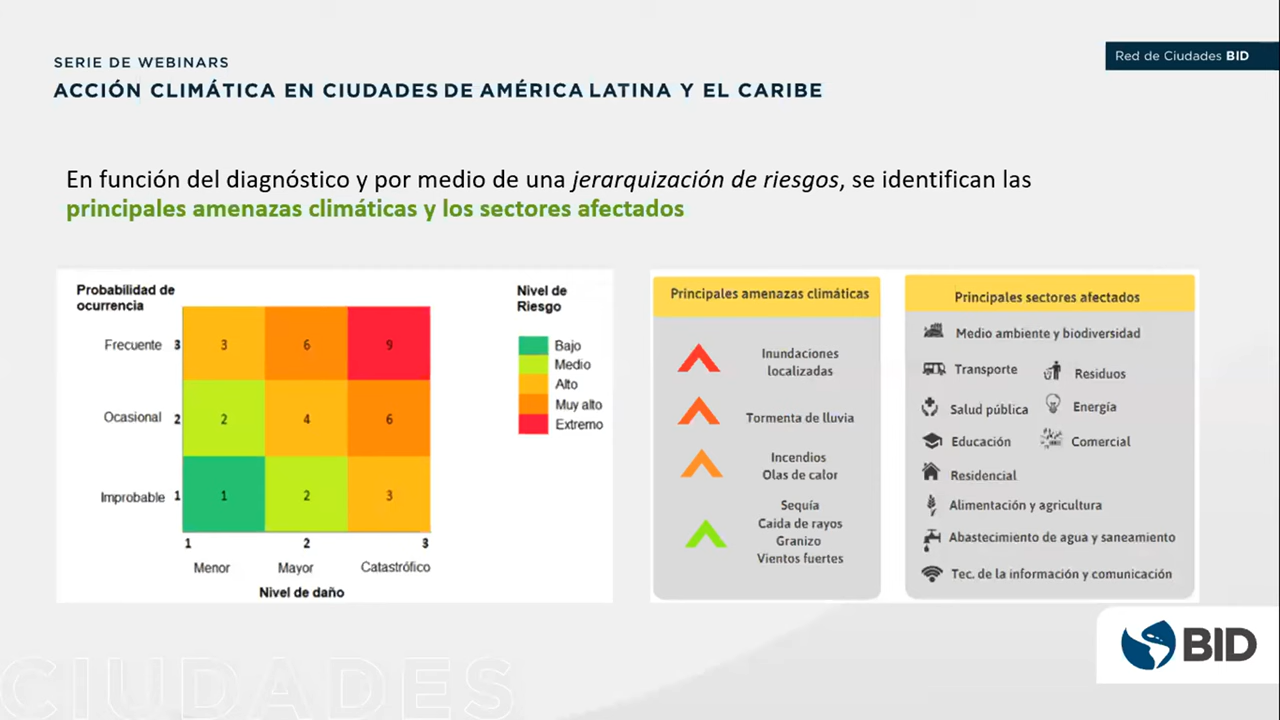 SERIE DE WEBINARS
ACCIÓN CLIMÁTICA EN CIUDADES DE AMÉRICA LATINA Y EL CARIBE
Red de Ciudades BID
En función del diagnóstico y por medio de una jerarquización de riesgos, se identifican las
principales amenazas climáticas y los sectores afectados
Probabilidad de
ocurrencia
Frecuente 3 3 6 9
Ocasional 2 2 4 6
Improbable 1 1 2 3
1 2 3
Menor Mayor Catastrófico
Nivel de daño
Nivel de
Riesgo
Bajo
Medio
Alto
Muy alto
Extremo
Principales amenazas climáticas
Inundaciones
localizadas
Tormenta de lluvia
Incendios
Olas de calor
Sequía
Caida de rayos
Granizo
Vientos fuertes
Principales sectores afectados
Medio ambiente y biodiversidad
Transporte Residuos
Salud pública Energía
Educación Comercial
Residencial
Alimentación y agricultura
Abastecimiento de agua y saneamiento
Tec. de la información y comunicación
BID
CIUDADES